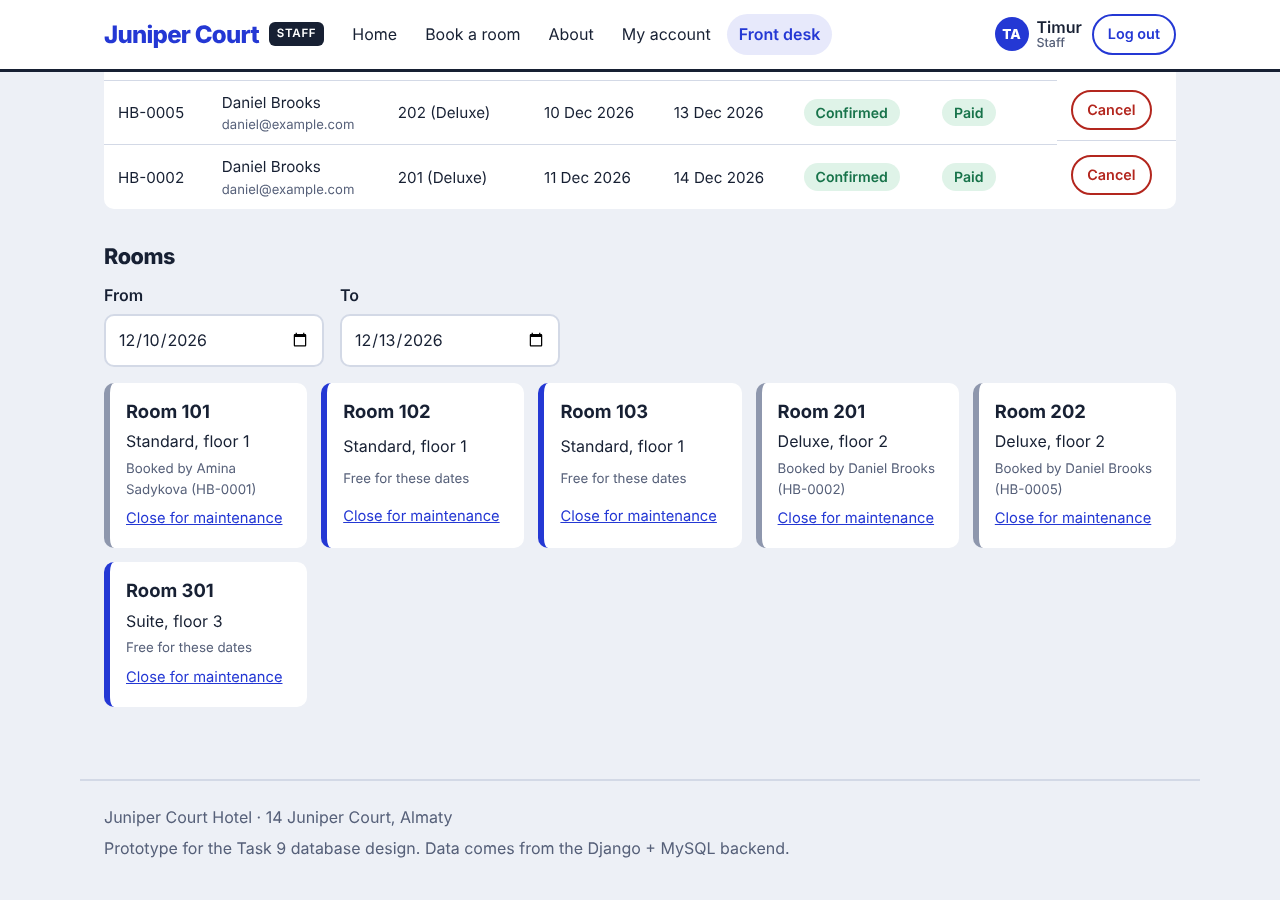 Juniper Court STAFF Home Book a room About My account Front desk TA Timur Staff Log out
HB-0005 Daniel Brooks daniel@example.com 202 (Deluxe) 10 Dec 2026 13 Dec 2026 Confirmed Paid Cancel
HB-0002 Daniel Brooks daniel@example.com 201 (Deluxe) 11 Dec 2026 14 Dec 2026 Confirmed Paid Cancel
Rooms
From To
12/10/2026 12/13/2026
Room 101
Standard, floor 1
Booked by Amina
Sadykova (HB-0001)
Close for maintenance
Room 102
Standard, floor 1
Free for these dates
Close for maintenance
Room 103
Standard, floor 1
Free for these dates
Close for maintenance
Room 201
Deluxe, floor 2
Booked by Daniel Brooks
(HB-0002)
Close for maintenance
Room 202
Deluxe, floor 2
Booked by Daniel Brooks
(HB-0005)
Close for maintenance
Room 301
Suite, floor 3
Free for these dates
Close for maintenance
Juniper Court Hotel · 14 Juniper Court, Almaty
Prototype for the Task 9 database design. Data comes from the Django + MySQL backend.